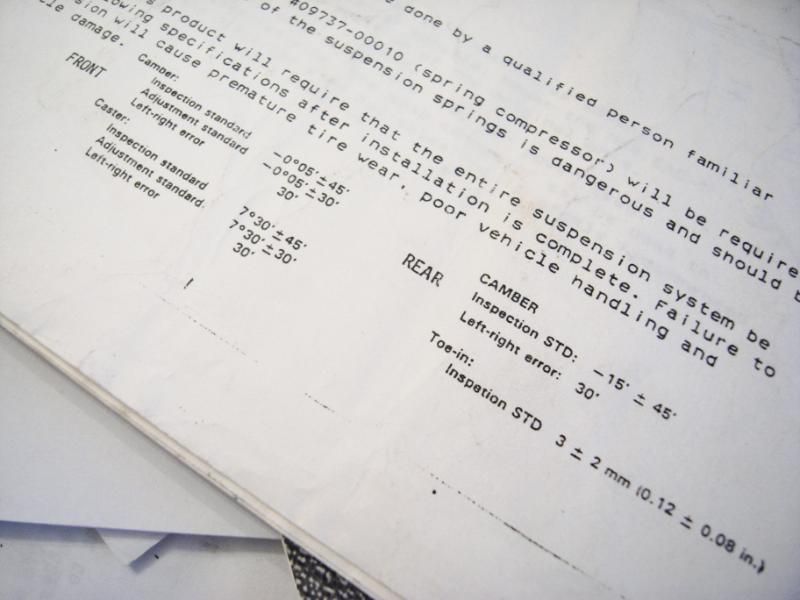 done by a qualified person familiar
#09737-00010 (spring compressor) will be require
of the suspension springs is dangerous and should b
product will require that the entire suspension system be
lowing specifications after installation is complete. Failure to
sion will cause premature tire wear, poor vehicle handling and
cle damage.
FRONT
Camber:
Inspection standard −0°05′±45′
Adjustment standard −0°05′±30′
Left-right error 30′
Caster:
Inspection standard 7°30′±45′
Adjustment standard 7°30′±30′
Left-right error 30′
REAR
CAMBER
Inspection STD: −15′ ± 45′
Left-right error: 30′
Toe-in:
Inspetion STD 3 ± 2 mm (0.12 ± 0.08 in.)